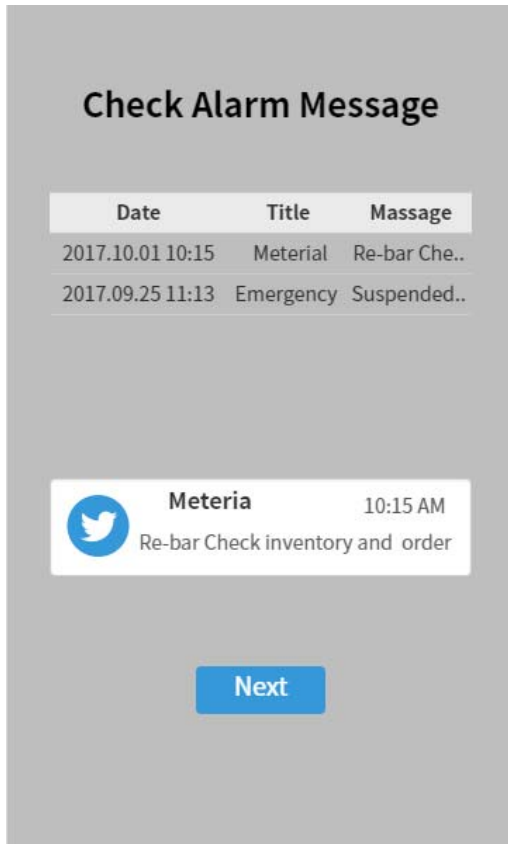 Check Alarm Message
Date Title Massage
2017.10.01 10:15 Meterial Re-bar Che..
2017.09.25 11:13 Emergency Suspended..
Meteria 10:15 AM
Re-bar Check inventory and order
Next